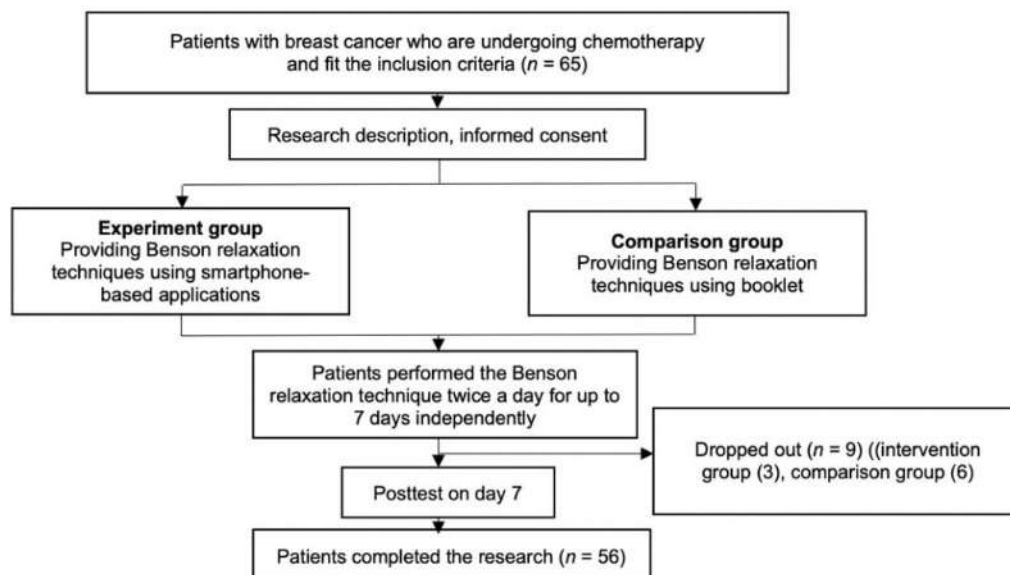 Patients with breast cancer who are undergoing chemotherapy
and fit the inclusion criteria (n = 65)
Research description, informed consent
Experiment group
Providing Benson relaxation
techniques using smartphone-
based applications
Comparison group
Providing Benson relaxation
techniques using booklet
Patients performed the Benson
relaxation technique twice a day for up to
7 days independently
Dropped out (n = 9) ((intervention
group (3), comparison group (6)
Posttest on day 7
Patients completed the research (n = 56)